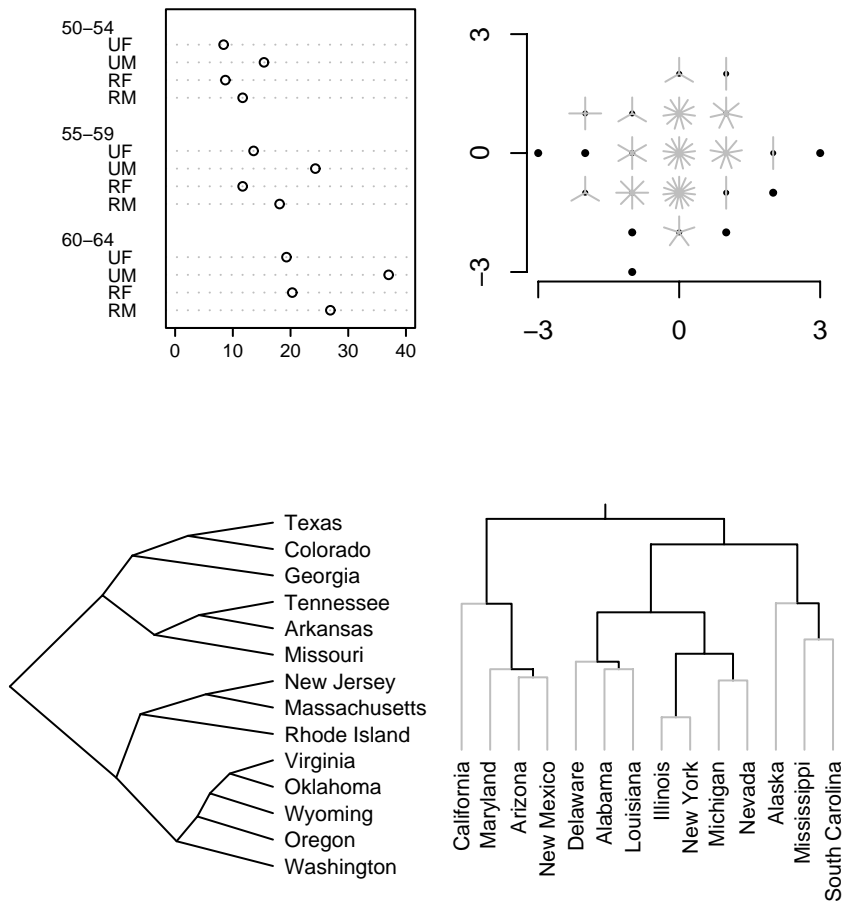 50–54
UF
UM
RF
RM
55–59
UF
UM
RF
RM
60–64
UF
UM
RF
RM
0 10 20 30 40
3
0
−3
−3 0 3
Texas
Colorado
Georgia
Tennessee
Arkansas
Missouri
New Jersey
Massachusetts
Rhode Island
Virginia
Oklahoma
Wyoming
Oregon
Washington
California
Maryland
Arizona
New Mexico
Delaware
Alabama
Louisiana
Illinois
New York
Michigan
Nevada
Alaska
Mississippi
South Carolina